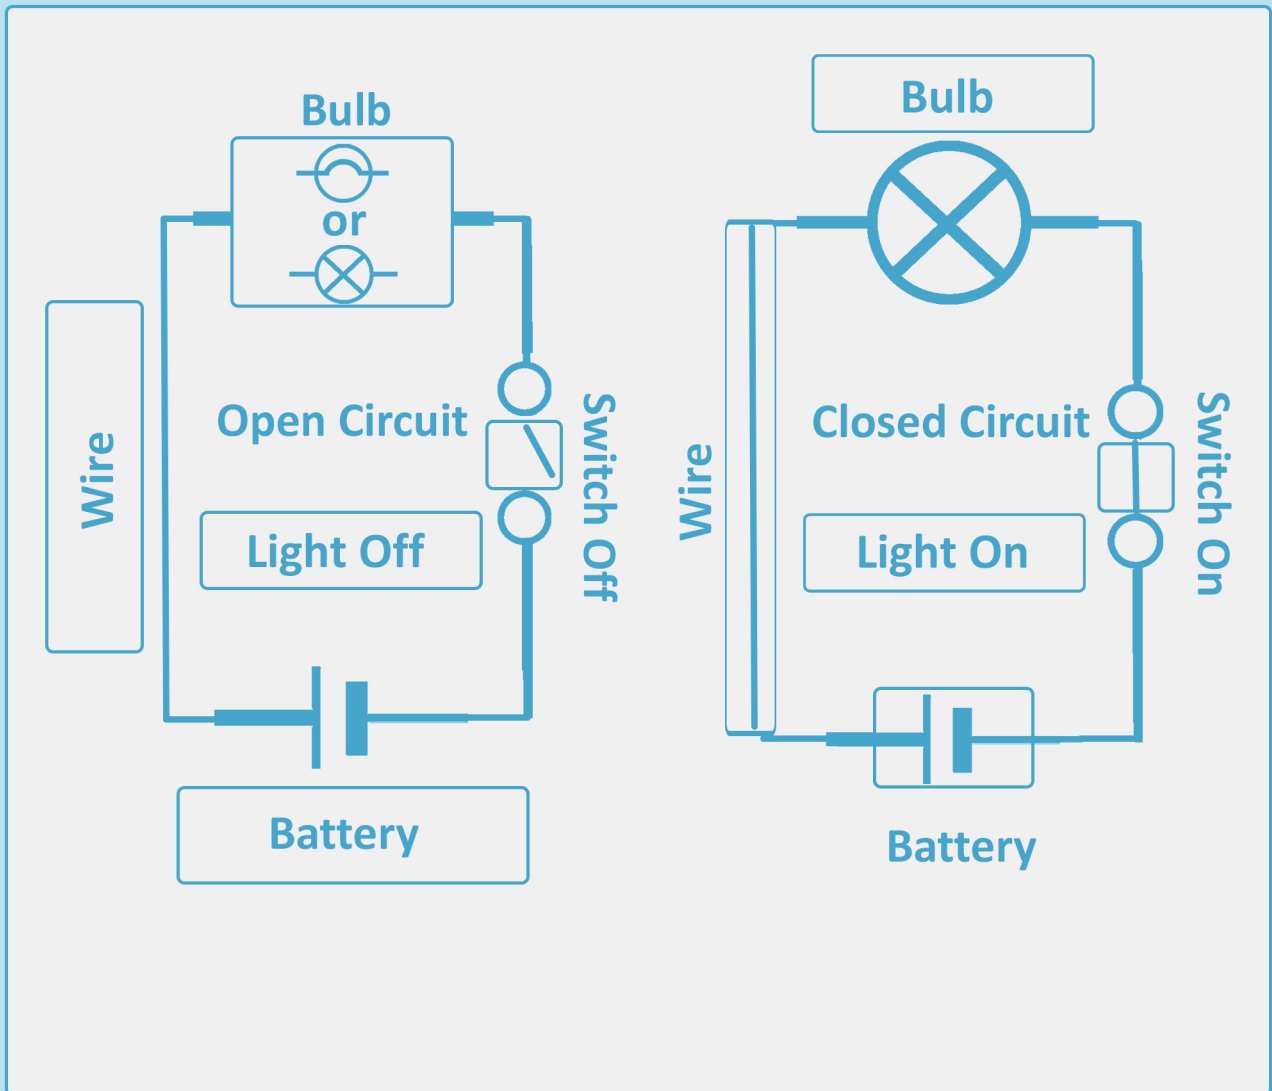 Bulb
or
Wire
Open Circuit
Switch Off
Light Off
Battery
Bulb
Wire
Closed Circuit
Switch On
Light On
Battery